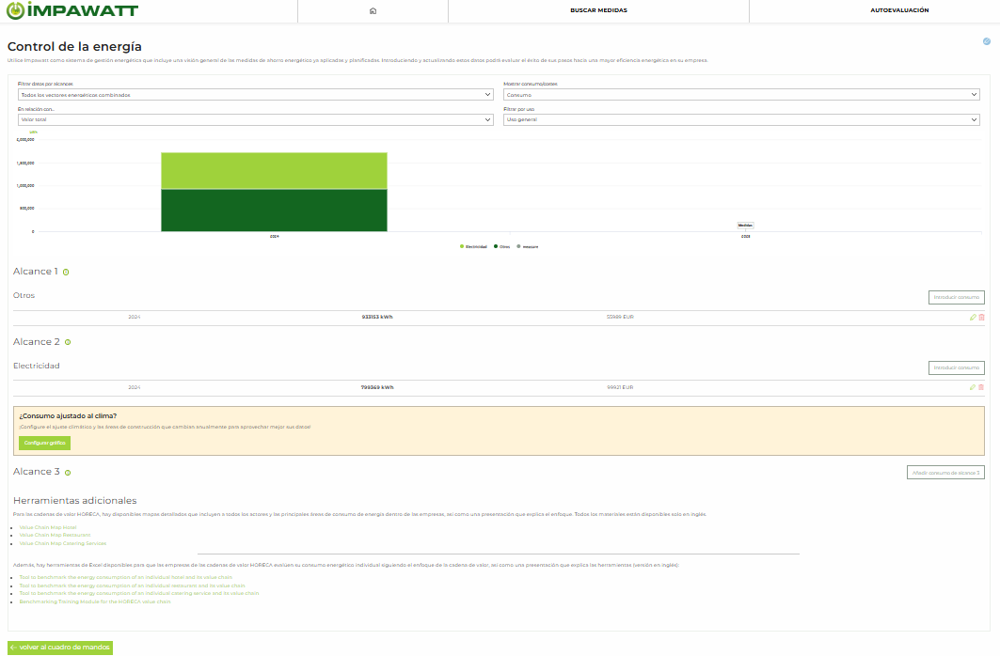 IMPAWATT
BUSCAR MEDIDAS
AUTOEVALUACIÓN
Control de la energía
Utilice Impawatt como sistema de gestión energética que incluye una visión general de las medidas de ahorro energético ya aplicadas y planificadas. Introduciendo y actualizando estos datos podrá evaluar el éxito de sus pasos hacia una mayor eficiencia energética en su empresa.
Filtrar datos por alcances
Mostrar consumo/costes
Todos los vectores energéticos combinados
Consumo
En relación con...
Filtrar por uso
Valor total
Uso general
kWh
2,000,000
1,500,000
1,000,000
500,000
0
Medidas
2024
2025
Electricidad
Otros
measure
Alcance 1
Otros
Introducir consumo
2024
933153 kWh
55989 EUR
Alcance 2
Electricidad
Introducir consumo
2024
799369 kWh
99921 EUR
¿Consumo ajustado al clima?
¡Configure el ajuste climático y las áreas de construcción que cambian anualmente para aprovechar mejor sus datos!
Configurar gráfico
Alcance 3
Añadir consumo de alcance 3
Herramientas adicionales
Para las cadenas de valor HORECA, hay disponibles mapas detallados que incluyen a todos los actores y las principales áreas de consumo de energía dentro de las empresas, así como una presentación que explica el enfoque. Todos los materiales están disponibles solo en inglés.
Value Chain Map Hotel
Value Chain Map Restaurant
Value Chain Map Catering Services
Además, hay herramientas de Excel disponibles para que las empresas de las cadenas de valor HORECA evalúen su consumo energético individual siguiendo el enfoque de la cadena de valor, así como una presentación que explica las herramientas (versión en inglés):
Tool to benchmark the energy consumption of an individual hotel and its value chain
Tool to benchmark the energy consumption of an individual restaurant and its value chain
Tool to benchmark the energy consumption of an individual catering service and its value chain
Benchmarking Training Module for the HORECA value chain
← volver al cuadro de mandos